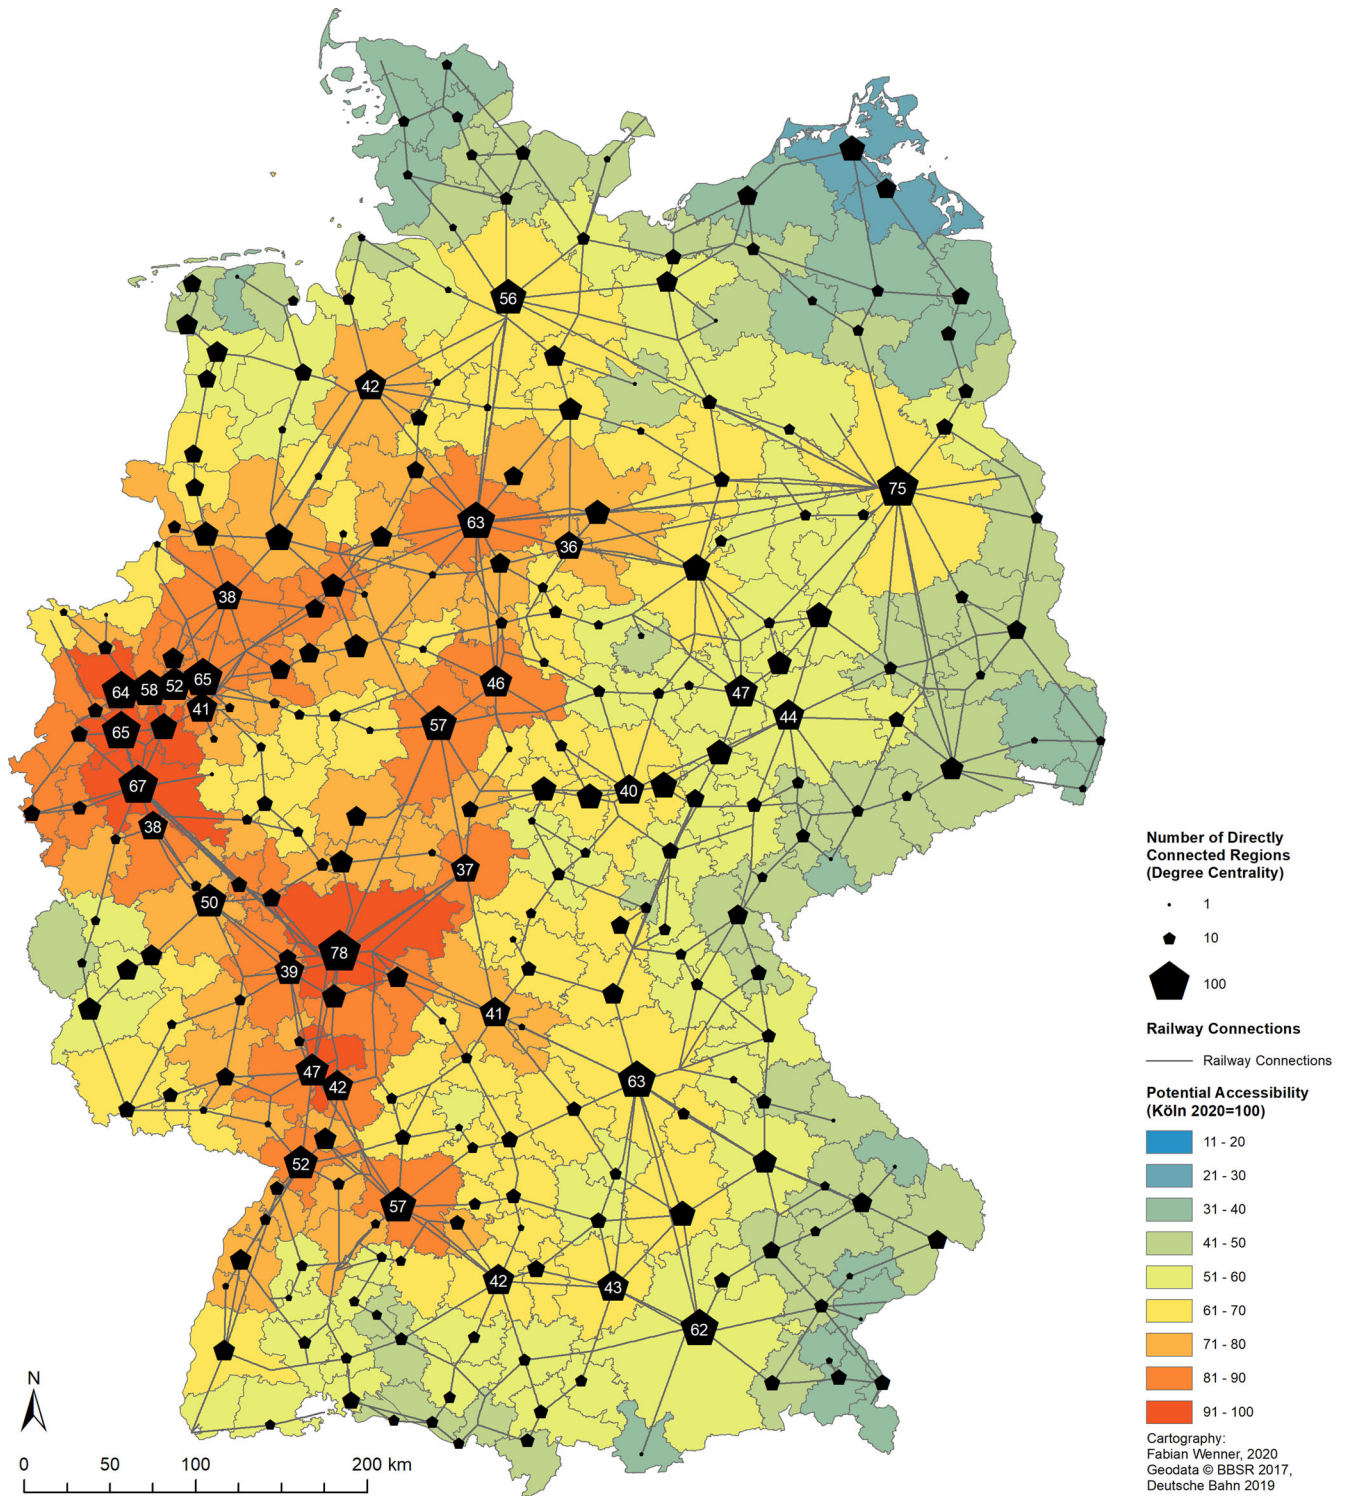 56
42
75
63
36
38
65
64
58
52
46
41
47
65
57
44
67
40
38
37
50
78
39
41
47
63
42
52
57
42
43
62
N
0 50 100 200 km
Number of Directly
Connected Regions
(Degree Centrality)
1
10
100
Railway Connections
Railway Connections
Potential Accessibility
(Köln 2020=100)
11 - 20
21 - 30
31 - 40
41 - 50
51 - 60
61 - 70
71 - 80
81 - 90
91 - 100
Cartography:
Fabian Wenner, 2020
Geodata © BBSR 2017,
Deutsche Bahn 2019